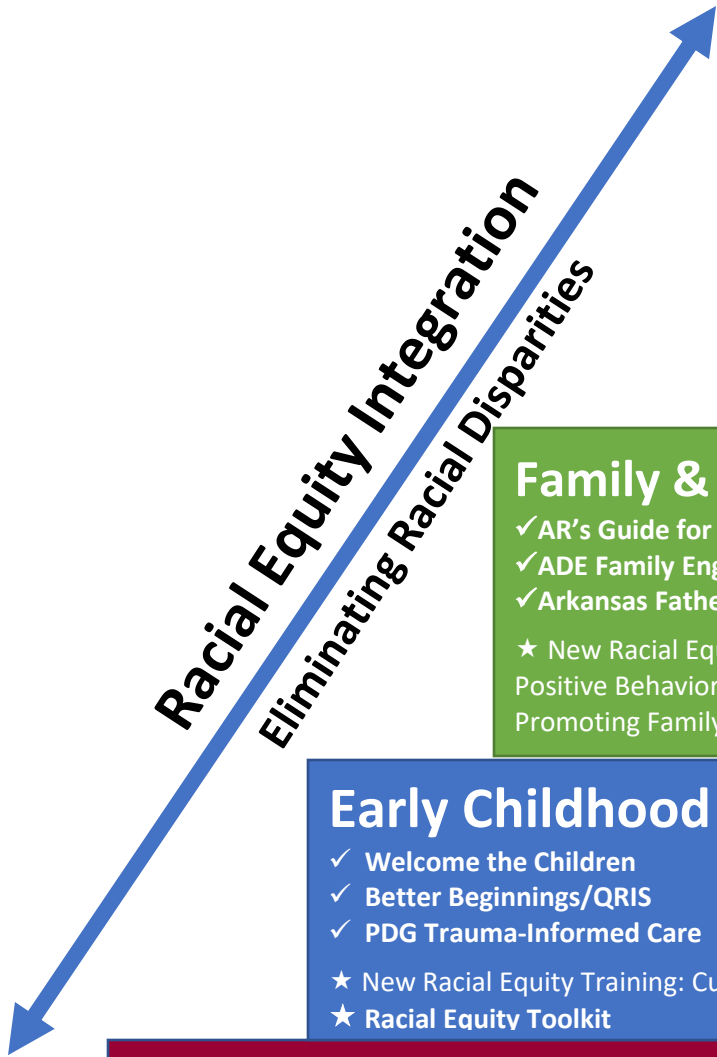 Racial Equity Integration
Eliminating Racial Disparities
Family &
✓AR’s Guide for
✓ADE Family Eng
✓Arkansas Fathe
★ New Racial Equ
Positive Behavior
Promoting Family
Early Childhood
✓ Welcome the Children
✓ Better Beginnings/QRIS
✓ PDG Trauma-Informed Care
★ New Racial Equity Training: Cu
★ Racial Equity Toolkit